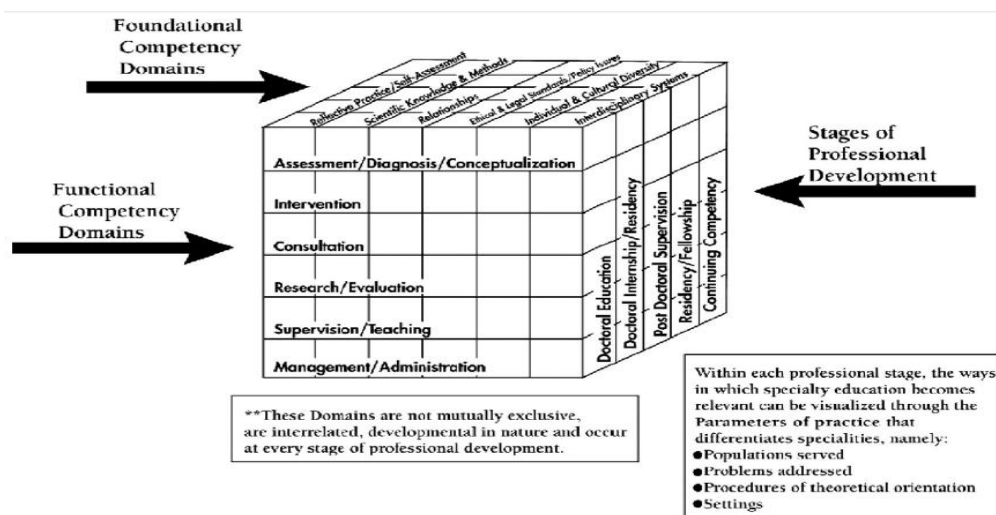 Foundational
Competency
Domains
Reflective Practice/Self-Assessment
Scientific Knowledge & Methods
Relationships
Ethical & Legal Standards/Policy Issues
Individual & Cultural Diversity
Interdisciplinary Systems
Stages of
Professional
Development
Functional
Competency
Domains
Assessment/Diagnosis/Conceptualization
Intervention
Consultation
Research/Evaluation
Supervision/Teaching
Management/Administration
Doctoral Education
Doctoral Internship/Residency
Post Doctoral Supervision
Residency/Fellowship
Continuing Competency
**These Domains are not mutually exclusive,
are interrelated, developmental in nature and occur
at every stage of professional development.
Within each professional stage, the ways
in which specialty education becomes
relevant can be visualized through the
Parameters of practice that
differentiates specialities, namely:
●Populations served
●Problems addressed
●Procedures of theoretical orientation
●Settings